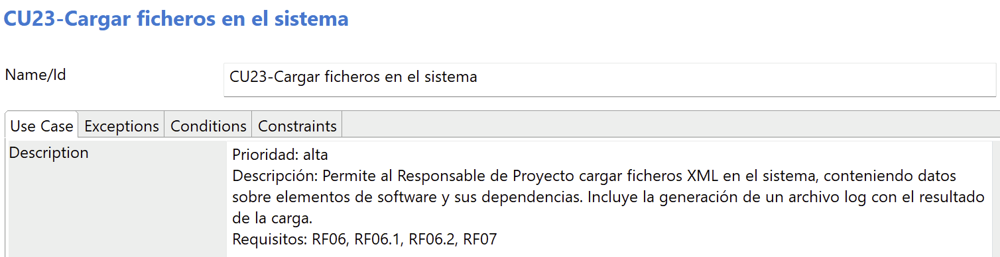 CU23-Cargar ficheros en el sistema
Name/Id
CU23-Cargar ficheros en el sistema
Use Case Exceptions Conditions Constraints
Description
Prioridad: alta
Descripción: Permite al Responsable de Proyecto cargar ficheros XML en el sistema, conteniendo datos
sobre elementos de software y sus dependencias. Incluye la generación de un archivo log con el resultado
de la carga.
Requisitos: RF06, RF06.1, RF06.2, RF07